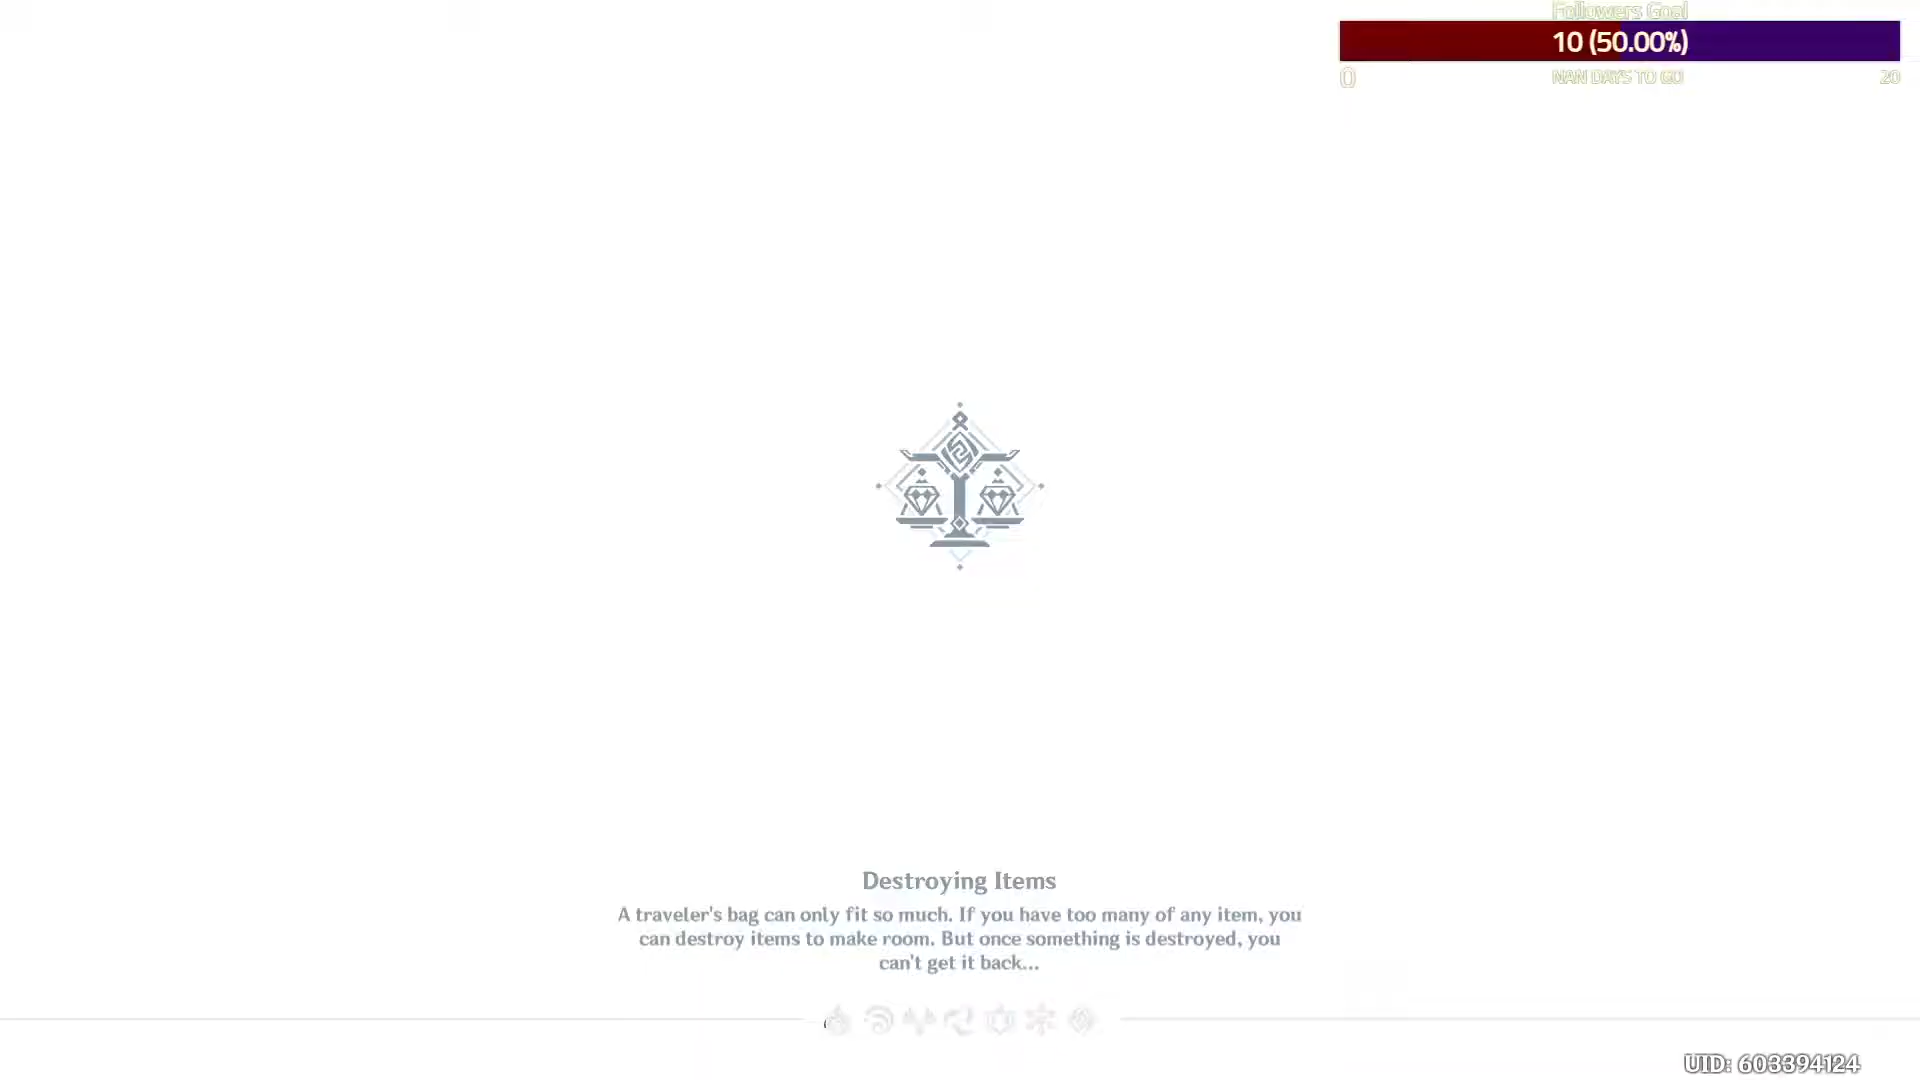 Followers Goal
10 (50.00%)
0 NAN DAYS TO GO 20
Destroying Items
A traveler's bag can only fit so much. If you have too many of any item, you
can destroy items to make room. But once something is destroyed, you
can't get it back...
UID: 603394124